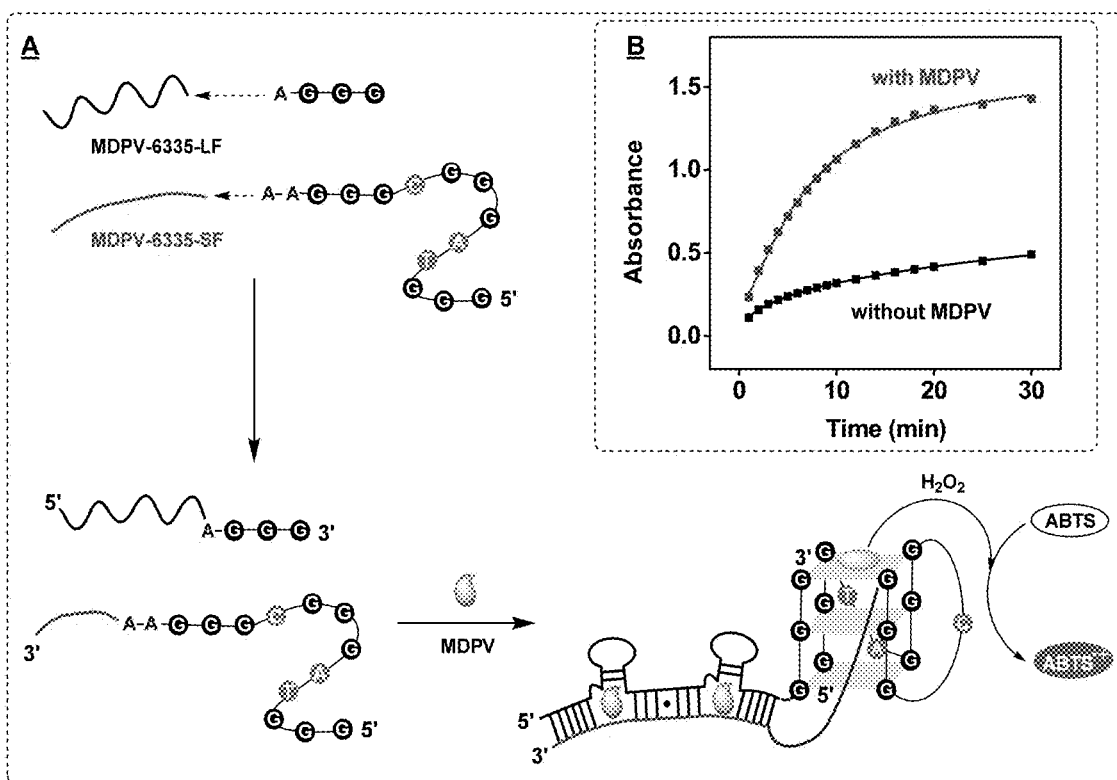 A
A-G-G-G
MDPV-6335-LF
A-A-G-G-G
G
G
G
MDPV-6335-SF
G
G
G
5'
B
with MDPV
without MDPV
Absorbance
1.5
1.0
0.5
0.0
0
10
20
30
Time (min)
5'
A-G-G-G
3'
A-A-G-G-G
G
G
G
3'
G
G
G
5'
MDPV
H₂O₂
ABTS
3'
G
G
G
G
G
G
G
G
G
G
5'
G
G
ABTS
5'
3'